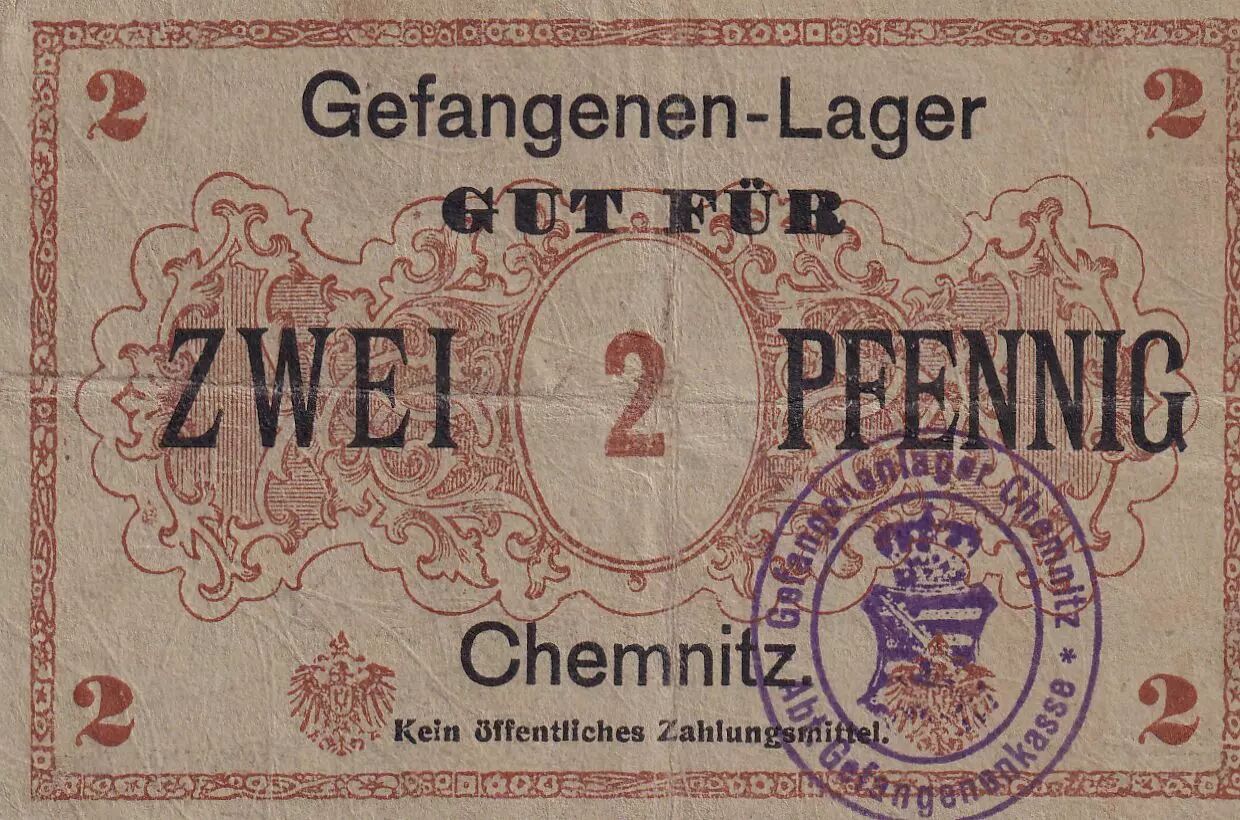 2 Gefangenen-Lager 2
GUT FÜR
ZWEI 2 PFENNIG
Chemnitz.
Kein öffentliches Zahlungsmittel.
2 2
Gefangenenlager Chemnitz *
Abt. Gefangenenkasse